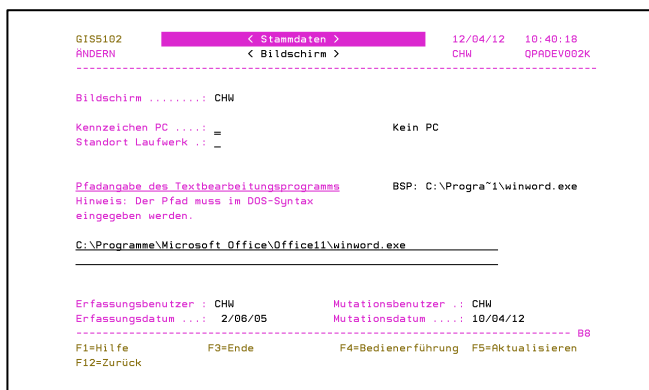 GIS5102 < Stammdaten > 12/04/12 10:40:18
ÄNDERN < Bildschirm > CHW QPADEV002K
Bildschirm ........: CHW
Kennzeichen PC ....: _ Kein PC
Standort Laufwerk .: _
Pfadangabe des Textbearbeitungsprogramms BSP: C:\Progra~1\winword.exe
Hinweis: Der Pfad muss im DOS-Syntax
eingegeben werden.
C:\Programme\Microsoft Office\Office11\winword.exe
Erfassungsbenutzer : CHW Mutationsbenutzer .: CHW
Erfassungsdatum ...: 2/06/05 Mutationsdatum ....: 10/04/12
B8
F1=Hilfe F3=Ende F4=Bedienerführung F5=Aktualisieren
F12=Zurück